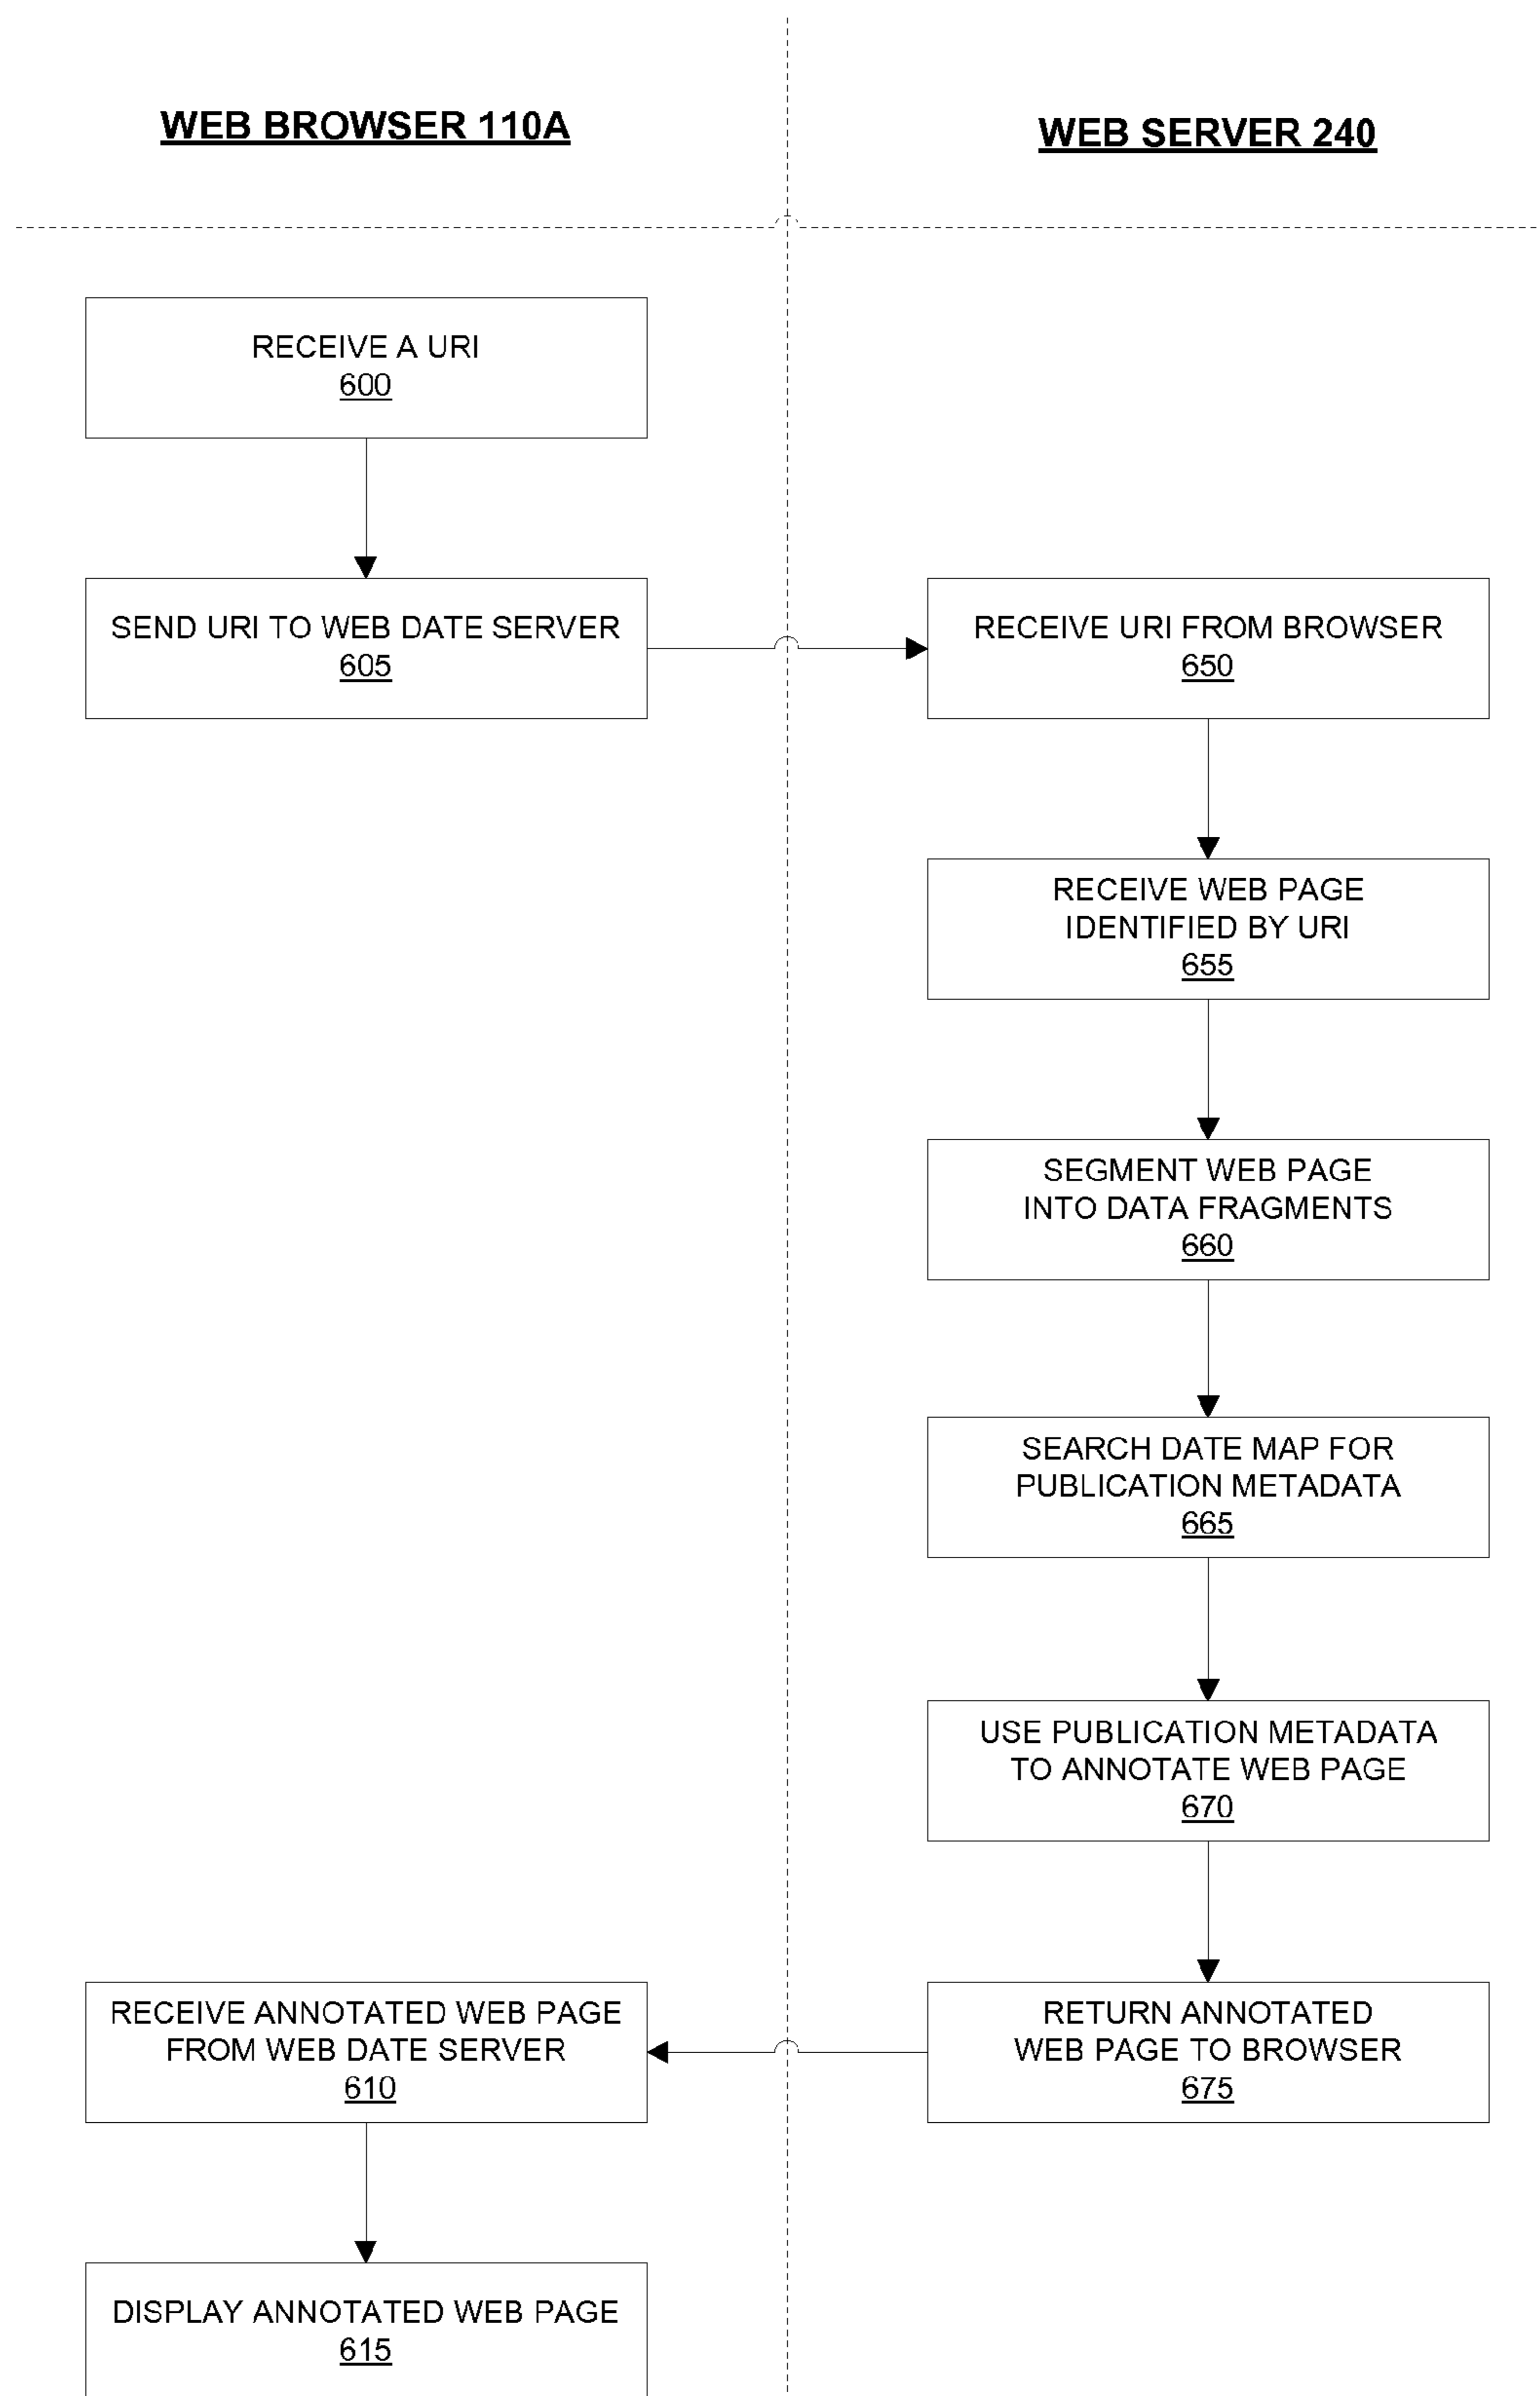 WEB BROWSER 110A
WEB SERVER 240
RECEIVE A URI
600
SEND URI TO WEB DATE SERVER
605
RECEIVE URI FROM BROWSER
650
RECEIVE WEB PAGE
IDENTIFIED BY URI
655
SEGMENT WEB PAGE
INTO DATA FRAGMENTS
660
SEARCH DATE MAP FOR
PUBLICATION METADATA
665
USE PUBLICATION METADATA
TO ANNOTATE WEB PAGE
670
RETURN ANNOTATED
WEB PAGE TO BROWSER
675
RECEIVE ANNOTATED WEB PAGE
FROM WEB DATE SERVER
610
DISPLAY ANNOTATED WEB PAGE
615